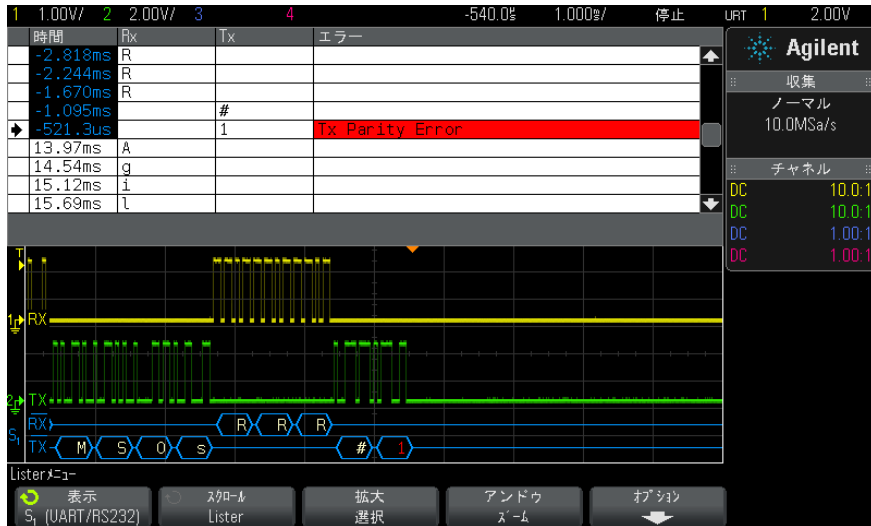 1 1.00V/ 2 2.00V/ 3 4 -540.0㎲ 1.000㎳/ 停止 URT 1 2.00V
時間 Rx Tx エラー
-2.818ms R
-2.244ms R
-1.670ms R
-1.095ms #
-521.3us 1 Tx Parity Error
13.97ms A
14.54ms g
15.12ms i
15.69ms l
Agilent
収集
ノーマル
10.0MSa/s
チャネル
DC 10.0:1
DC 10.0:1
DC 1.00:1
DC 1.00:1
T
1 RX
2 TX
S1 RX R R R
TX M S O s # 1
Listerメニュー
表示
S1 (UART/RS232)
スクロール
Lister
拡大
選択
アンドゥ
ズーム
オプション